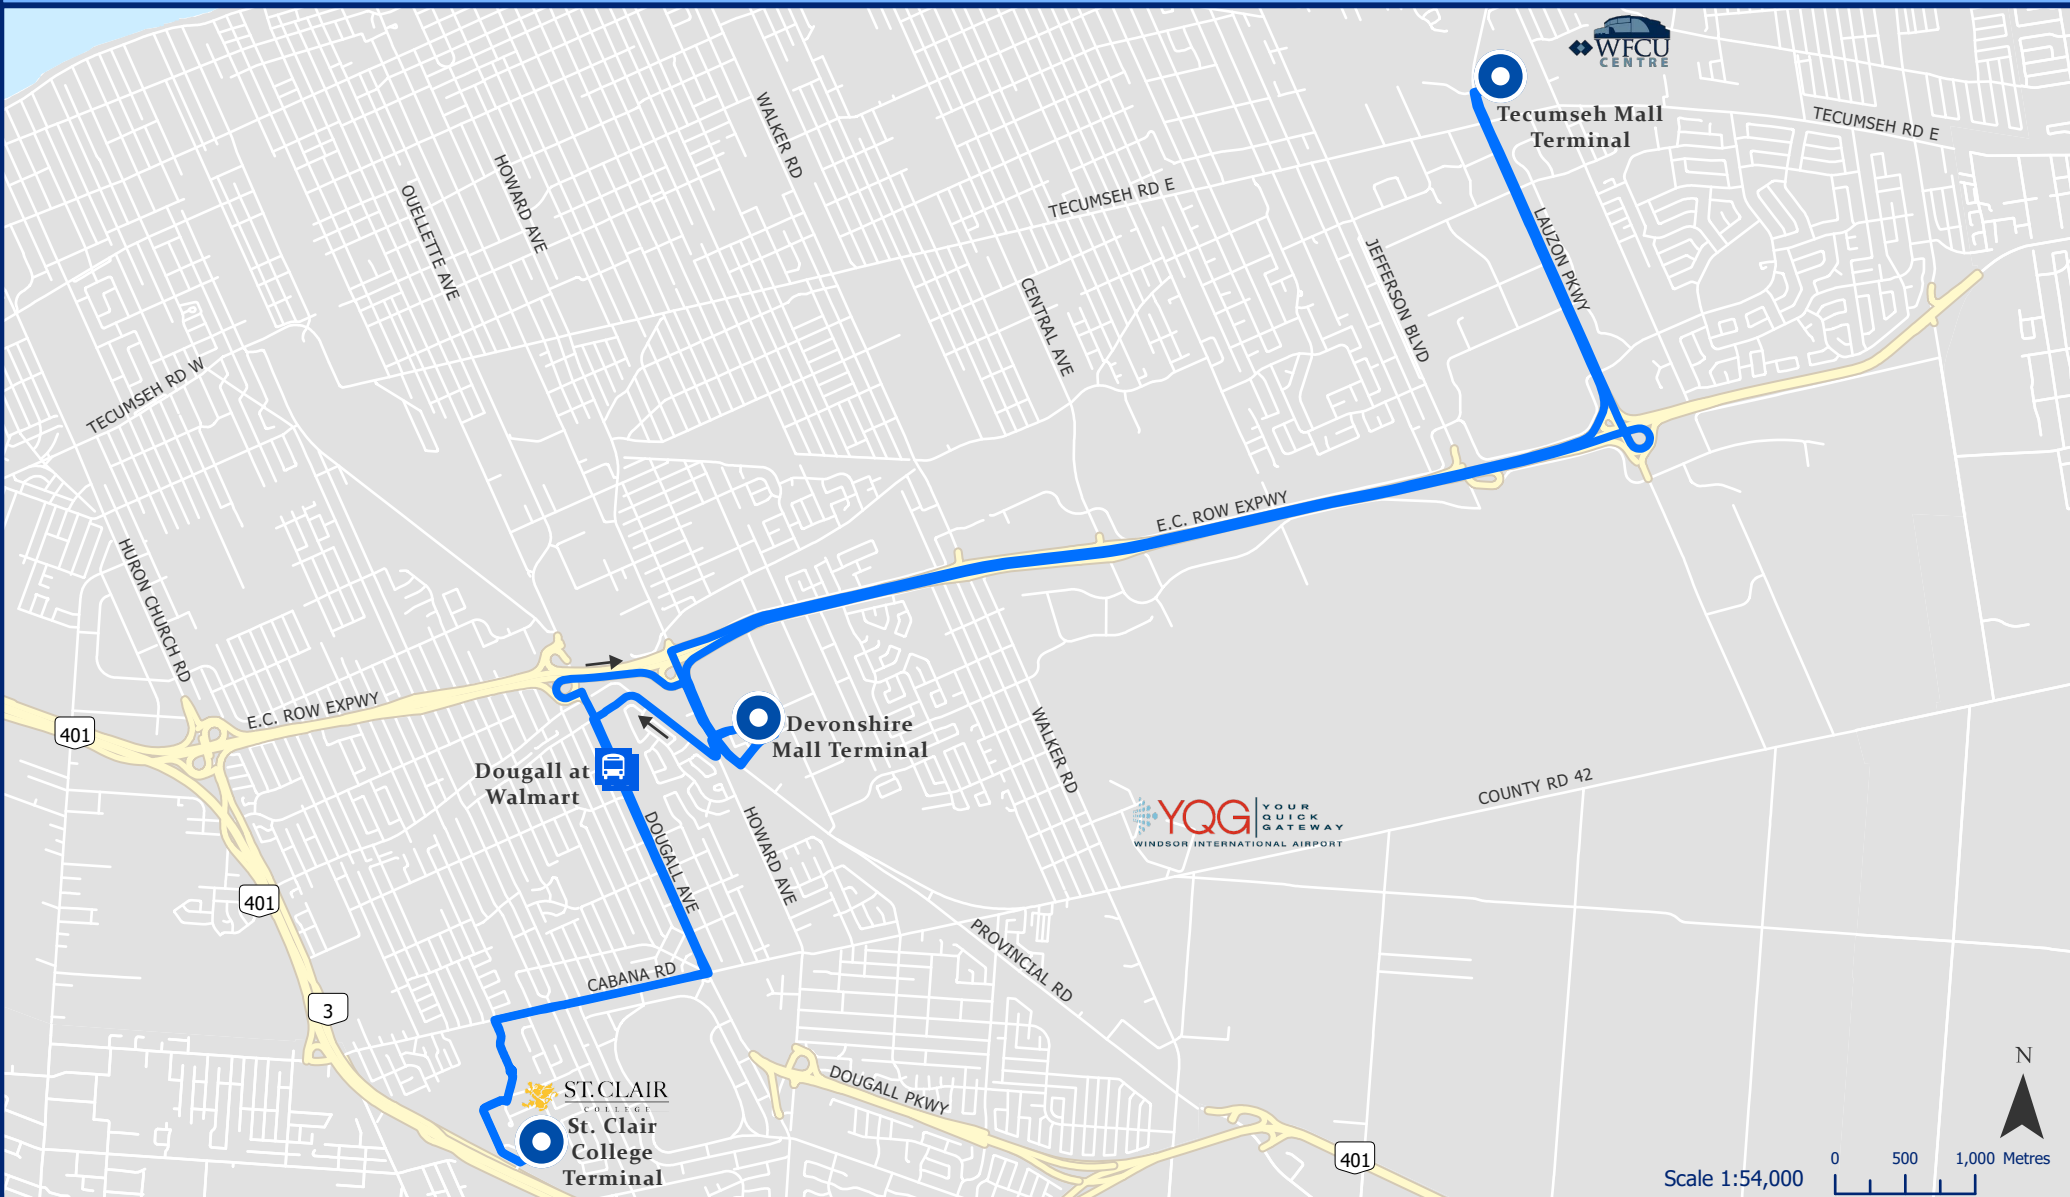 WFCU
CENTRE
Tecumseh Mall
Terminal
TECUMSEH RD E
WALKER RD
HOWARD AVE
OUELLETTE AVE
TECUMSEH RD E
LAUZON PKWY
JEFFERSON BLVD
CENTRAL AVE
TECUMSEH RD W
E.C. ROW EXPWY
HURON CHURCH RD
E.C. ROW EXPWY
401
Devonshire
Mall Terminal
Dougall at
Walmart
WALKER RD
COUNTY RD 42
YQG
YOUR
QUICK
GATEWAY
WINDSOR INTERNATIONAL AIRPORT
DOUGALL AVE
HOWARD AVE
401
PROVINCIAL RD
CABANA RD
3
ST. CLAIR
COLLEGE
St. Clair
College
Terminal
DOUGALL PKWY
401
N
Scale 1:54,000
0 500 1,000 Metres